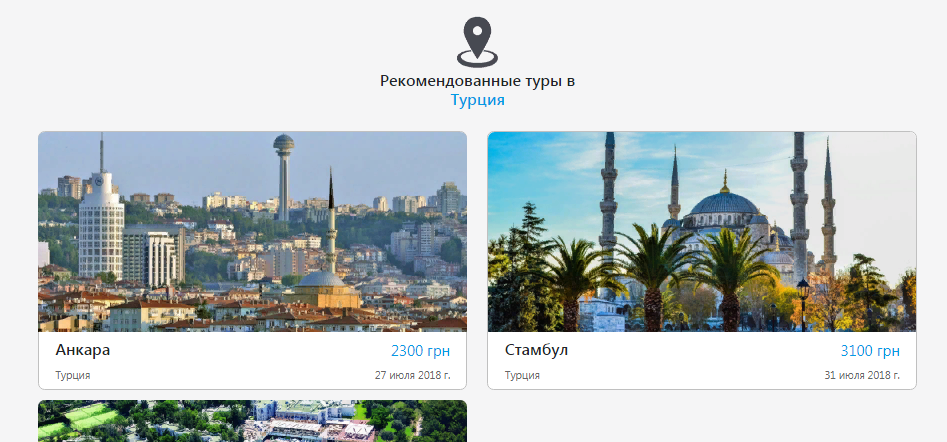 Рекомендованные туры в
Турция
Анкара
2300 грн
Турция
27 июля 2018 г.
Стамбул
3100 грн
Турция
31 июля 2018 г.